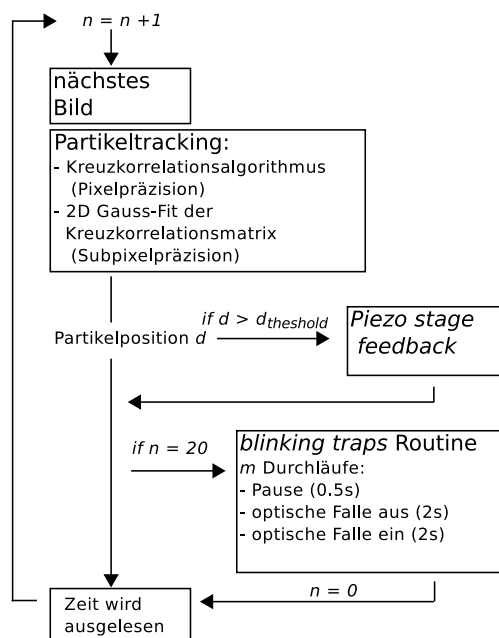 n = n +1
nächstes
Bild
Partikeltracking:
- Kreuzkorrelationsalgorithmus
(Pixelpräzision)
- 2D Gauss-Fit der
Kreuzkorrelationsmatrix
(Subpixelpräzision)
if d > d_theshold
Partikelposition d
Piezo stage
feedback
if n = 20
blinking traps Routine
m Durchläufe:
- Pause (0.5s)
- optische Falle aus (2s)
- optische Falle ein (2s)
n = 0
Zeit wird
ausgelesen